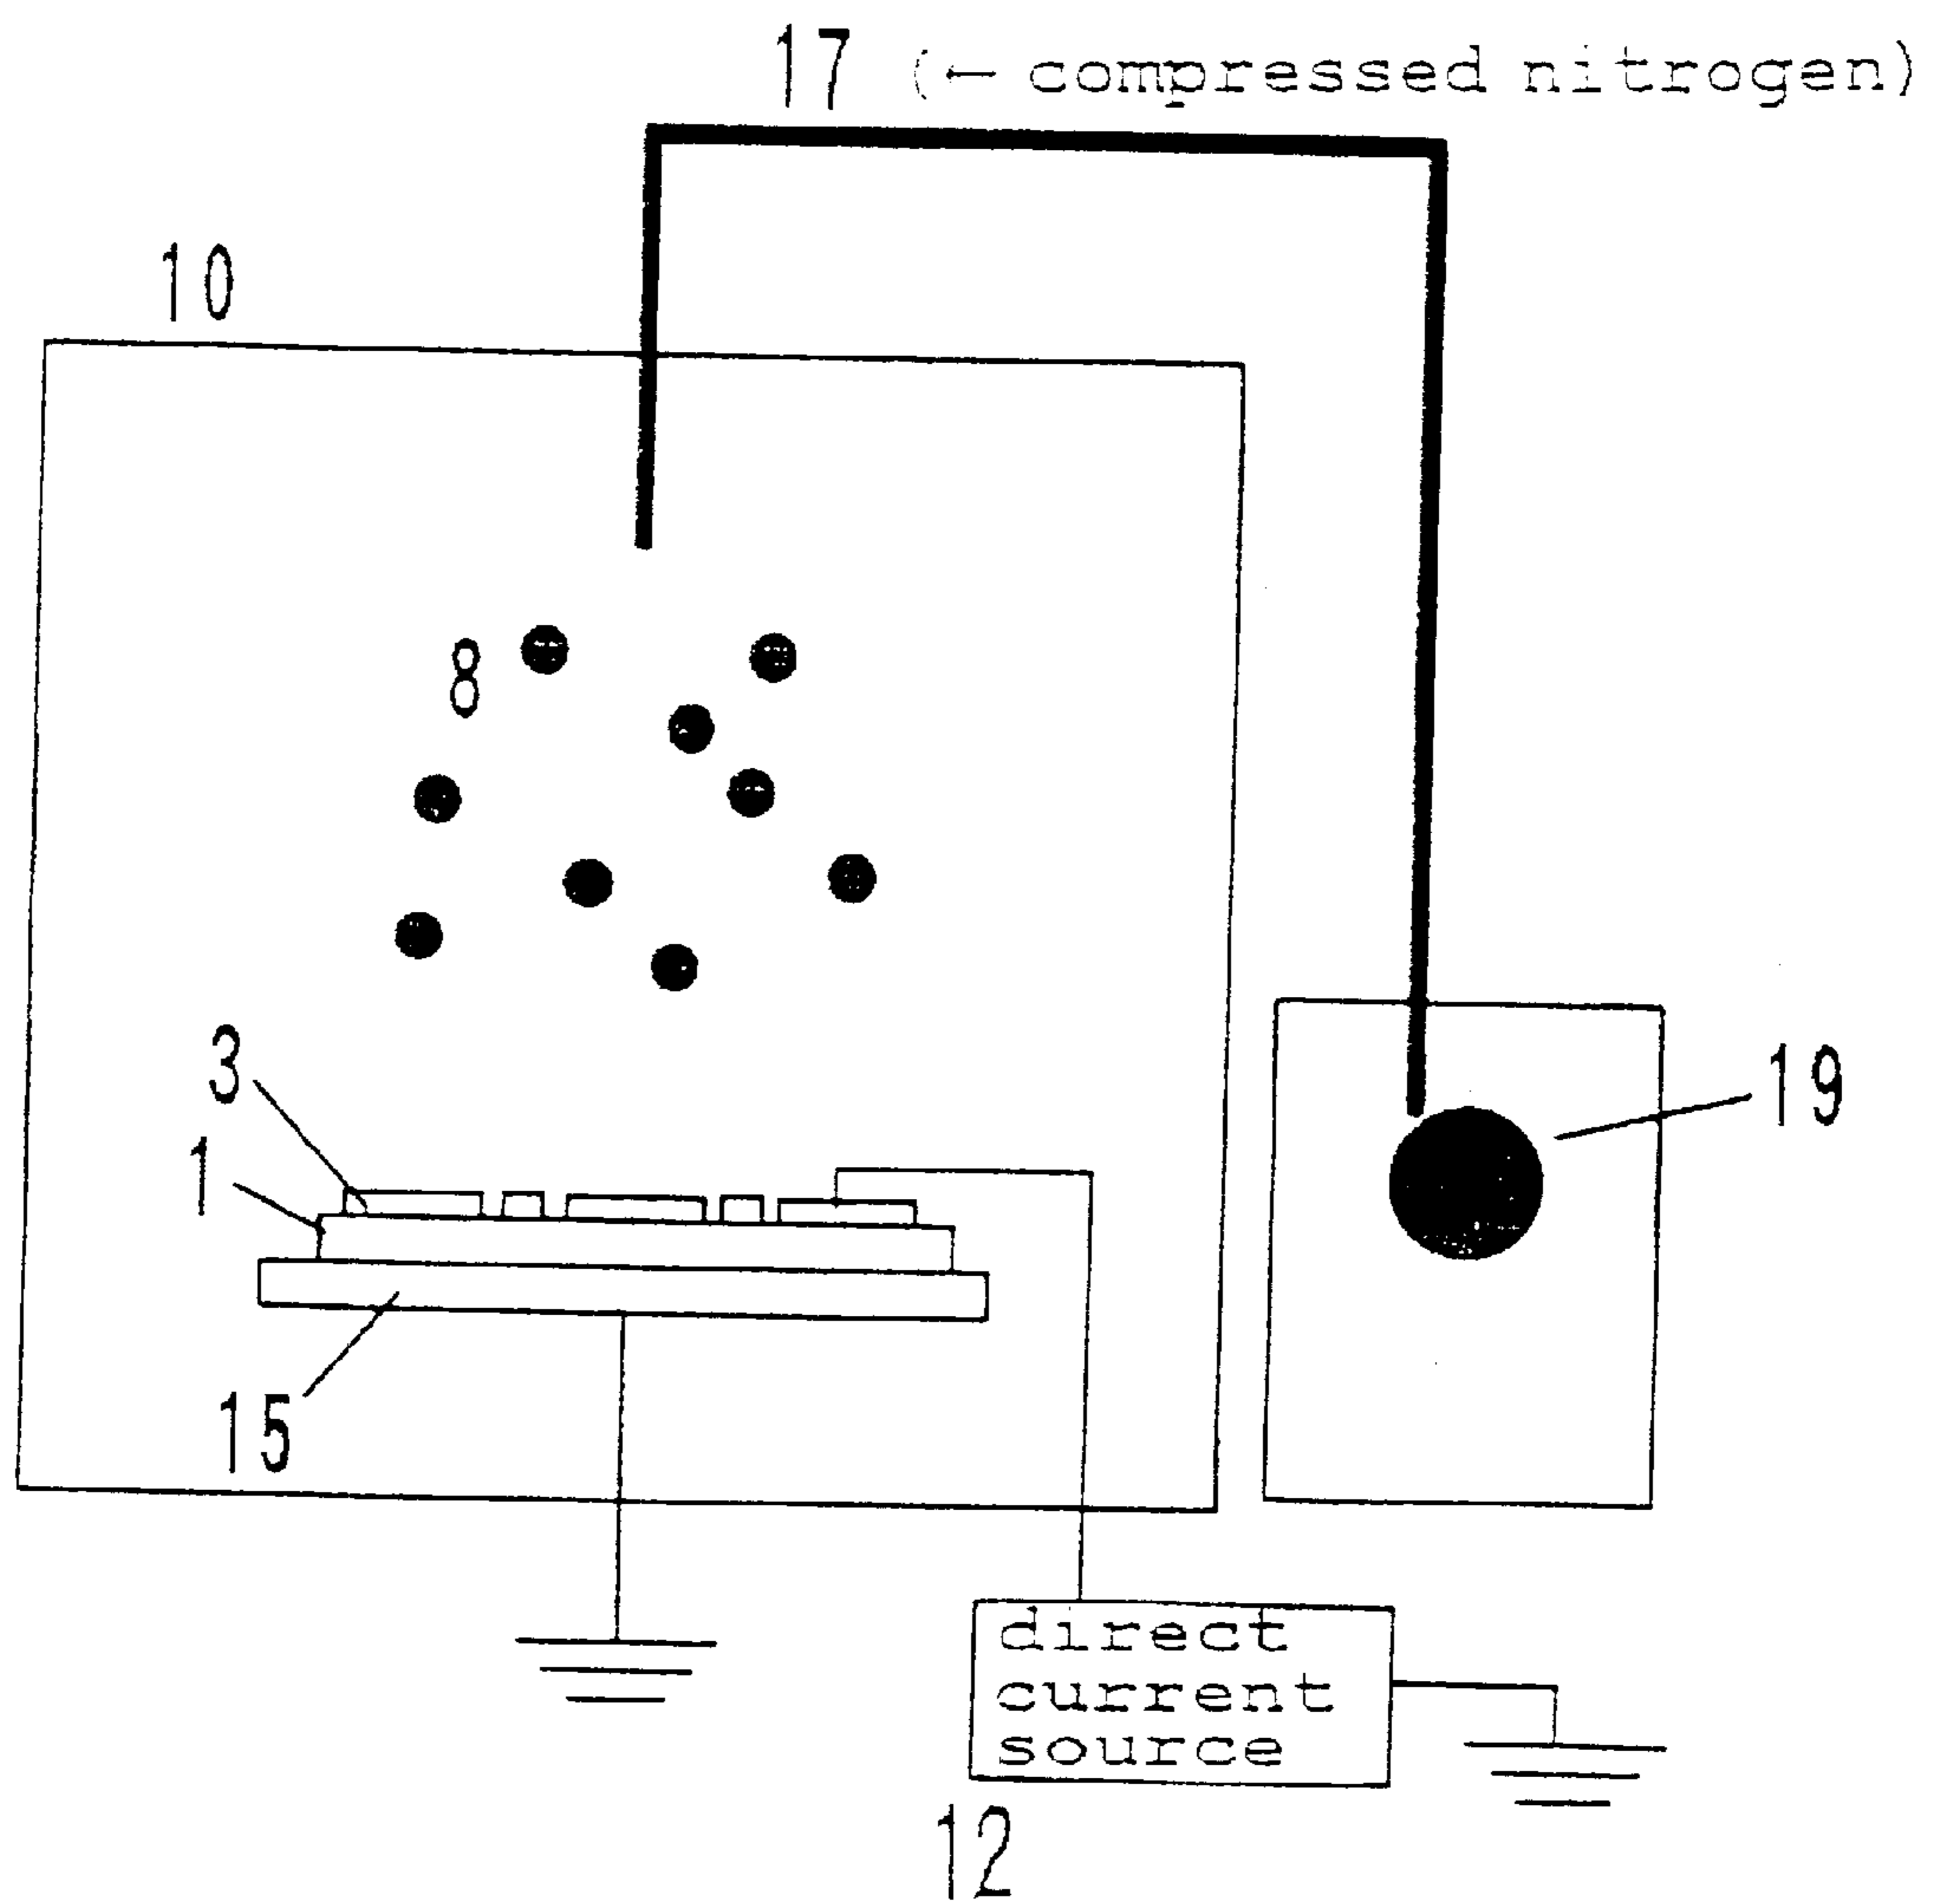 17 (← compressed nitrogen)
10
8
3
1
19
15
direct
current
source
12